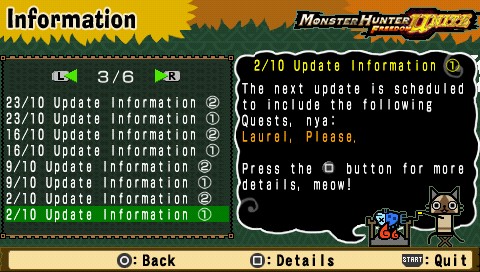 Information
MONSTER HUNTER
FREEDOM UNITE
L 3/6 R
23/10 Update Information ②
23/10 Update Information ①
16/10 Update Information ②
16/10 Update Information ①
9/10 Update Information ②
9/10 Update Information ①
2/10 Update Information ②
2/10 Update Information ①
2/10 Update Information ①
The next update is scheduled
to include the following
Quests, nya:
Laurel, Please.
Press the □ button for more
details, meow!
○: Back
□: Details
START: Quit